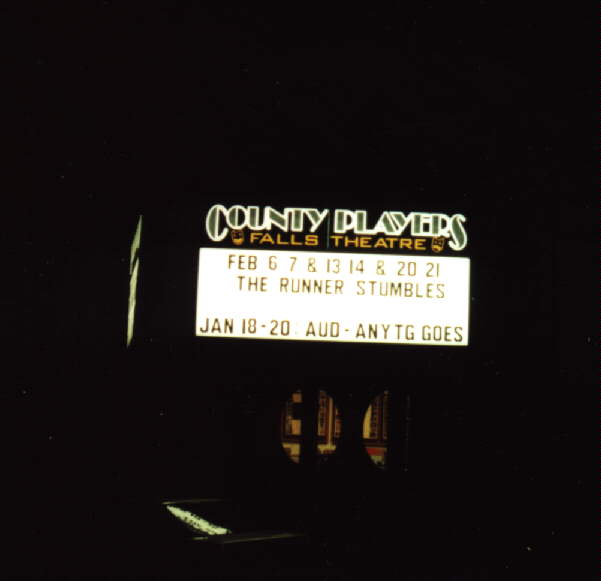 COUNTY PLAYERS
FALLS THEATRE
FEB 6 7 & 13 14 & 20 21
THE RUNNER STUMBLES
JAN 18-20: AUD - ANYTG GOES